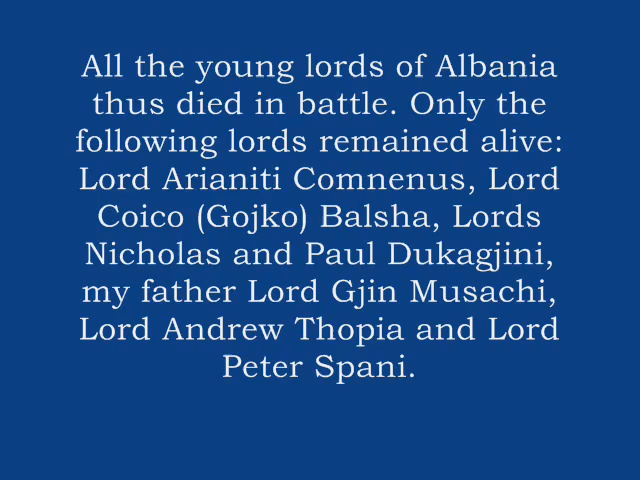 All the young lords of Albania
thus died in battle. Only the
following lords remained alive:
Lord Arianiti Comnenus, Lord
Coico (Gojko) Balsha, Lords
Nicholas and Paul Dukagjini,
my father Lord Gjin Musachi,
Lord Andrew Thopia and Lord
Peter Spani.